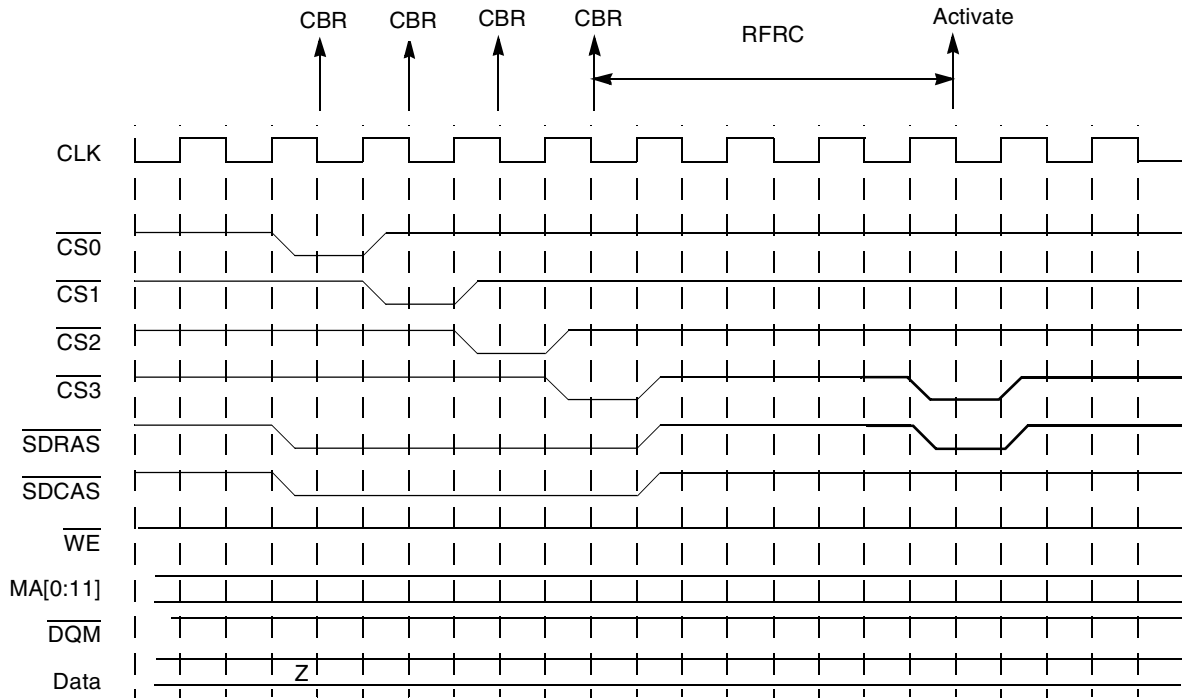 CBR CBR CBR CBR Activate
RFRC
CLK
CS0
CS1
CS2
CS3
SDRAS
SDCAS
WE
MA[0:11]
DQM
Z
Data